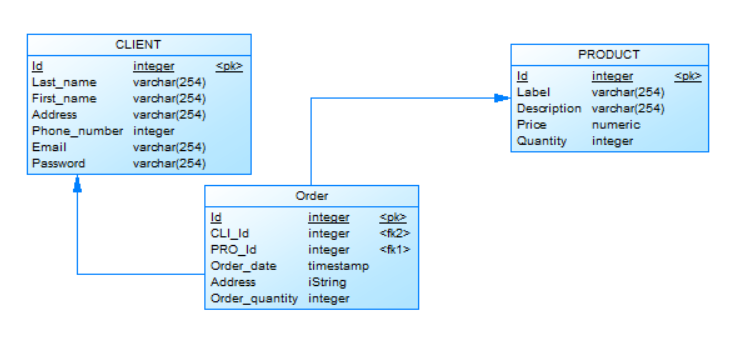 CLIENT
Id integer <pk>
Last_name varchar(254)
First_name varchar(254)
Address varchar(254)
Phone_number integer
Email varchar(254)
Password varchar(254)
PRODUCT
Id integer <pk>
Label varchar(254)
Description varchar(254)
Price numeric
Quantity integer
Order
Id integer <pk>
CLI_Id integer <fk2>
PRO_Id integer <fk1>
Order_date timestamp
Address iString
Order_quantity integer